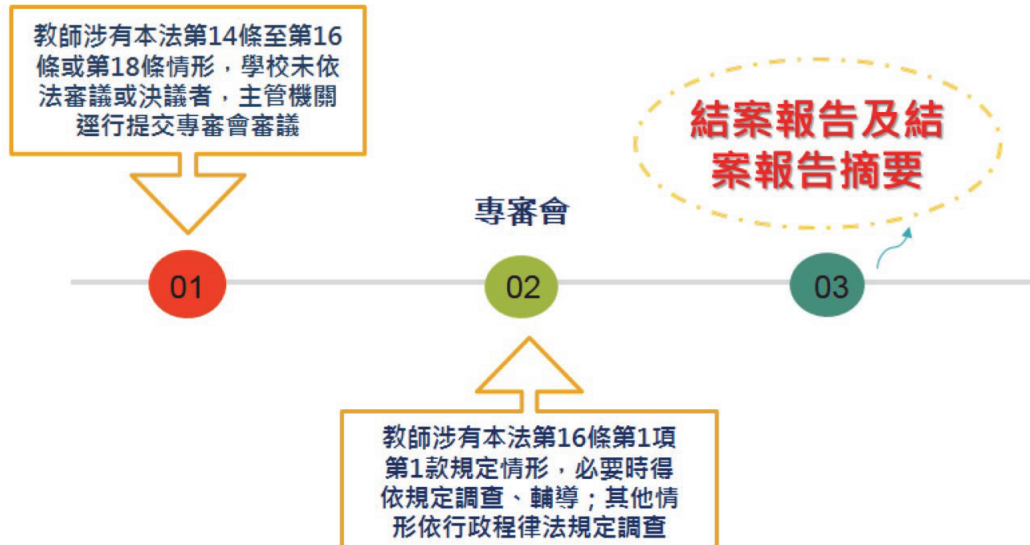 教師涉有本法第14條至第16
條或第18條情形，學校未依
法審議或決議者，主管機關
逕行提交專審會審議
結案報告及結
案報告摘要
專審會
01
02
03
教師涉有本法第16條第1項
第1款規定情形，必要時得
依規定調查、輔導；其他情
形依行政程律法規定調查